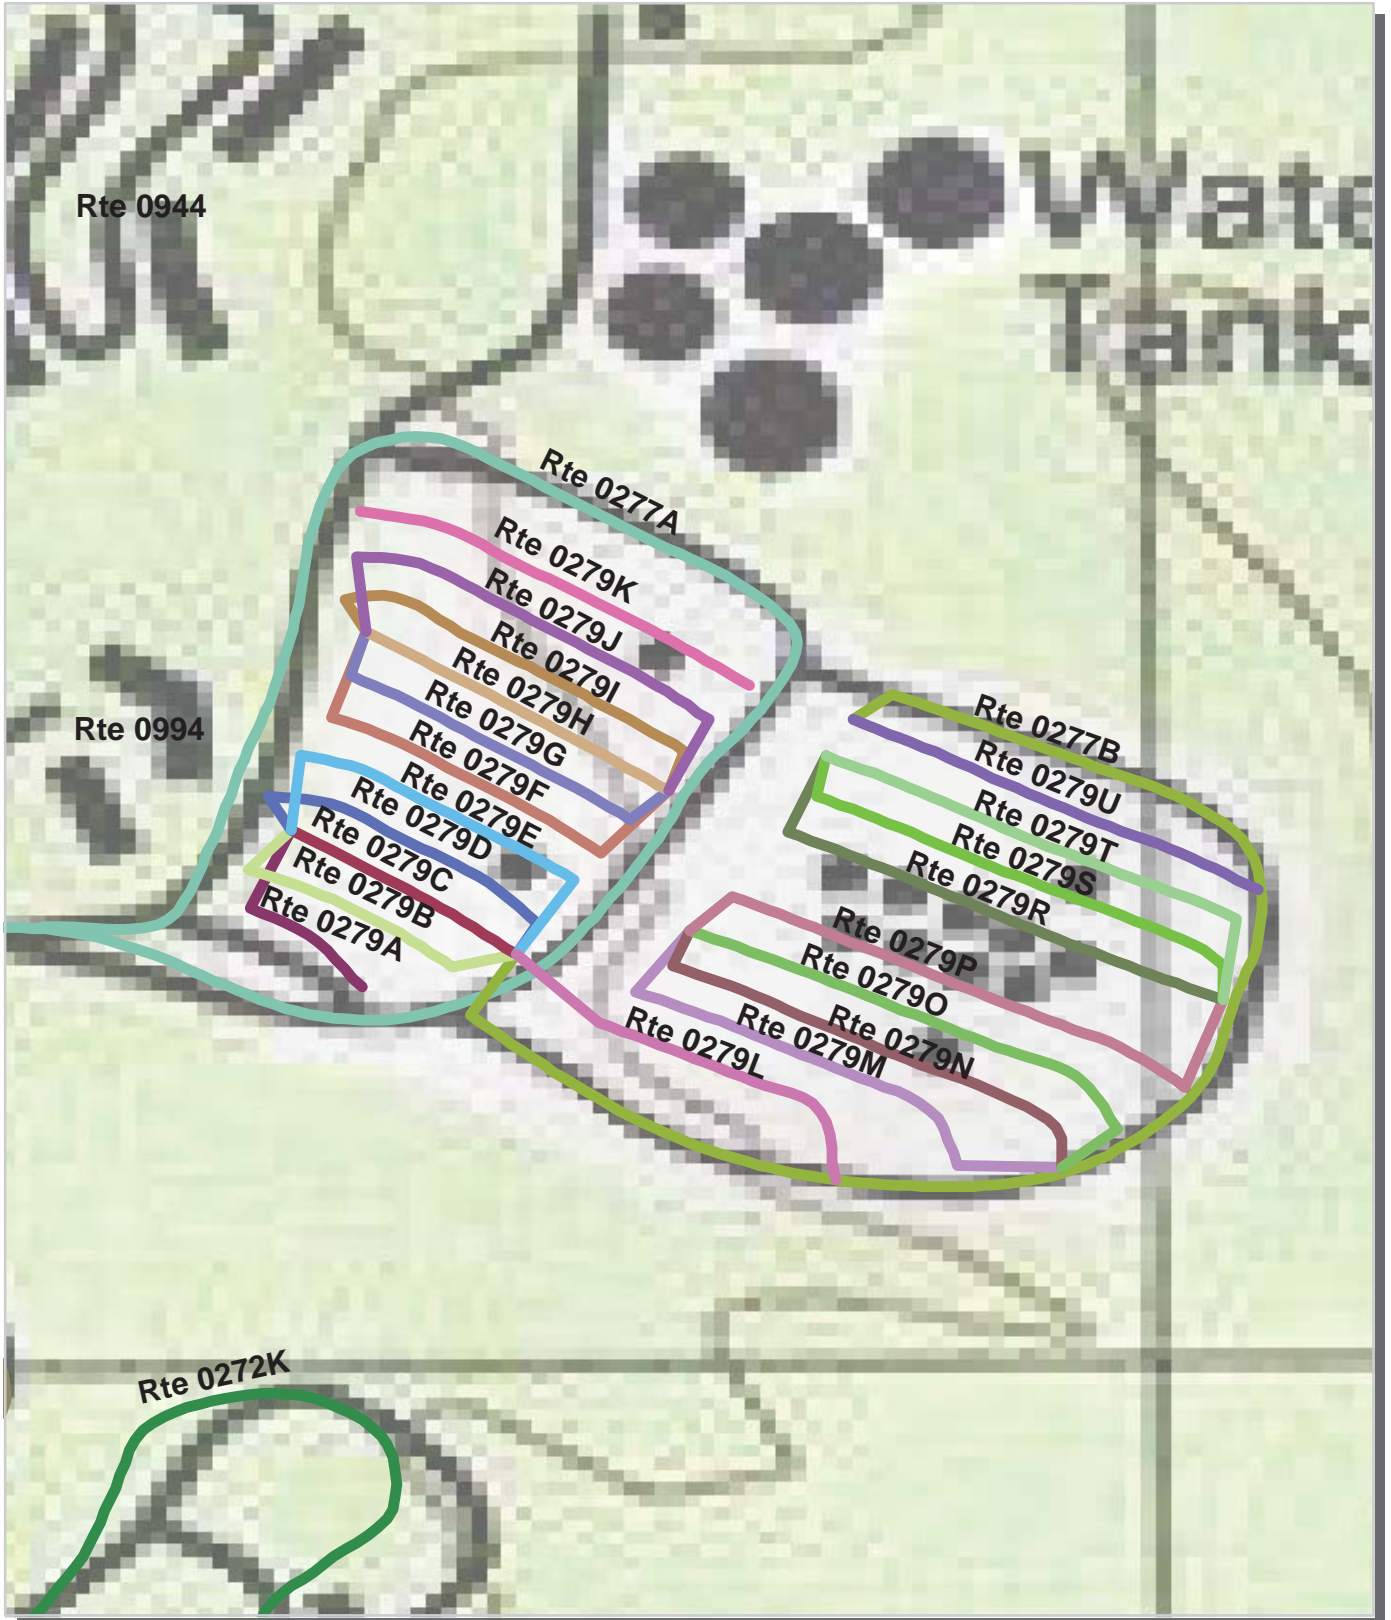 Rte 0944
Rte 0277A
Rte 0279K
Rte 0279J
Rte 0279I
Rte 0279H
Rte 0279G
Rte 0279F
Rte 0279E
Rte 0279D
Rte 0279C
Rte 0279B
Rte 0279A
Rte 0994
Rte 0277B
Rte 0279U
Rte 0279T
Rte 0279S
Rte 0279R
Rte 0279P
Rte 0279O
Rte 0279N
Rte 0279M
Rte 0279L
Rte 0272K
Wate
Tank